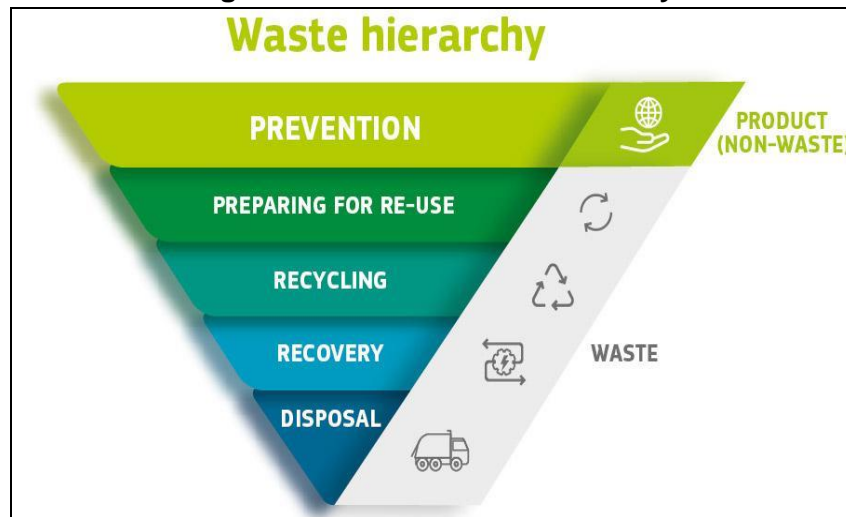 Waste hierarchy
PREVENTION
PRODUCT
(NON-WASTE)
PREPARING FOR RE-USE
RECYCLING
RECOVERY
WASTE
DISPOSAL